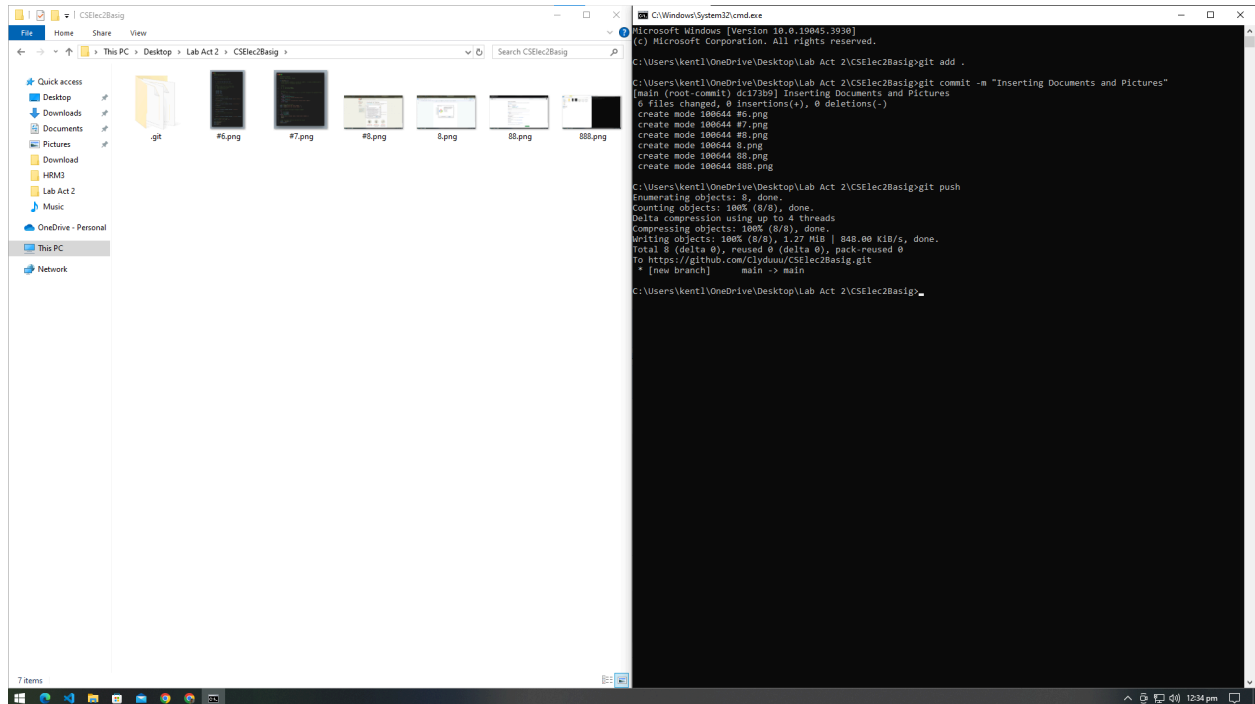 CSElec2Basig
File Home Share View
This PC > Desktop > Lab Act 2 > CSElec2Basig >
Search CSElec2Basig
Quick access
Desktop
Downloads
Documents
Pictures
Download
HRM3
Lab Act 2
Music
OneDrive - Personal
This PC
Network
.git
#6.png
#7.png
#8.png
8.png
88.png
888.png
7 items
C:\Windows\System32\cmd.exe
Microsoft Windows [Version 10.0.19045.3930]
(c) Microsoft Corporation. All rights reserved.
C:\Users\kentl\OneDrive\Desktop\Lab Act 2\CSElec2Basig>git add .
C:\Users\kentl\OneDrive\Desktop\Lab Act 2\CSElec2Basig>git commit -m "Inserting Documents and Pictures"
[main (root-commit) dc173b9] Inserting Documents and Pictures
6 files changed, 0 insertions(+), 0 deletions(-)
create mode 100644 #6.png
create mode 100644 #7.png
create mode 100644 #8.png
create mode 100644 8.png
create mode 100644 88.png
create mode 100644 888.png
C:\Users\kentl\OneDrive\Desktop\Lab Act 2\CSElec2Basig>git push
Enumerating objects: 8, done.
Counting objects: 100% (8/8), done.
Delta compression using up to 4 threads
Compressing objects: 100% (8/8), done.
Writing objects: 100% (8/8), 1.27 MiB | 848.00 KiB/s, done.
Total 8 (delta 0), reused 0 (delta 0), pack-reused 0
To https://github.com/Clyduuu/CSElec2Basig.git
* [new branch] main -> main
C:\Users\kentl\OneDrive\Desktop\Lab Act 2\CSElec2Basig>
12:34 pm